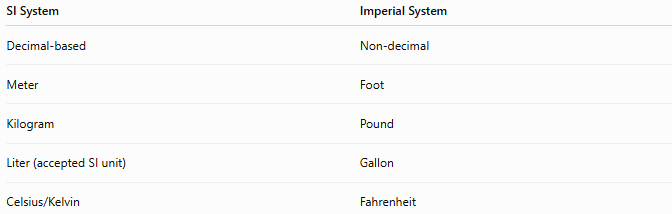 SI System Imperial System
Decimal-based Non-decimal
Meter Foot
Kilogram Pound
Liter (accepted SI unit) Gallon
Celsius/Kelvin Fahrenheit